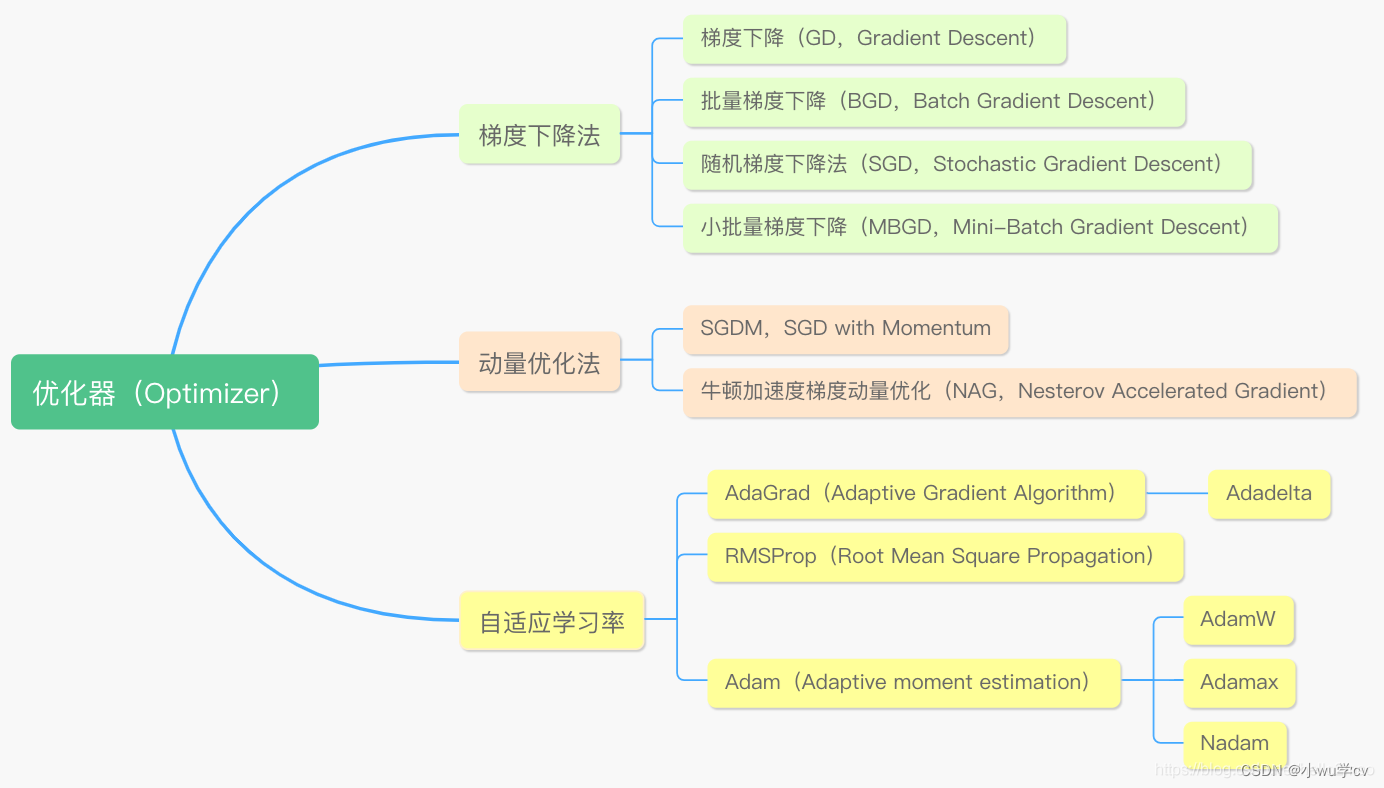 梯度下降（GD，Gradient Descent）
批量梯度下降（BGD，Batch Gradient Descent）
梯度下降法
随机梯度下降法（SGD，Stochastic Gradient Descent）
小批量梯度下降（MBGD，Mini-Batch Gradient Descent）
SGDM，SGD with Momentum
动量优化法
牛顿加速度梯度动量优化（NAG，Nesterov Accelerated Gradient）
优化器（Optimizer）
AdaGrad（Adaptive Gradient Algorithm）
Adadelta
RMSProp（Root Mean Square Propagation）
自适应学习率
AdamW
Adam（Adaptive moment estimation）
Adamax
Nadam
CSDN @小wu学cv